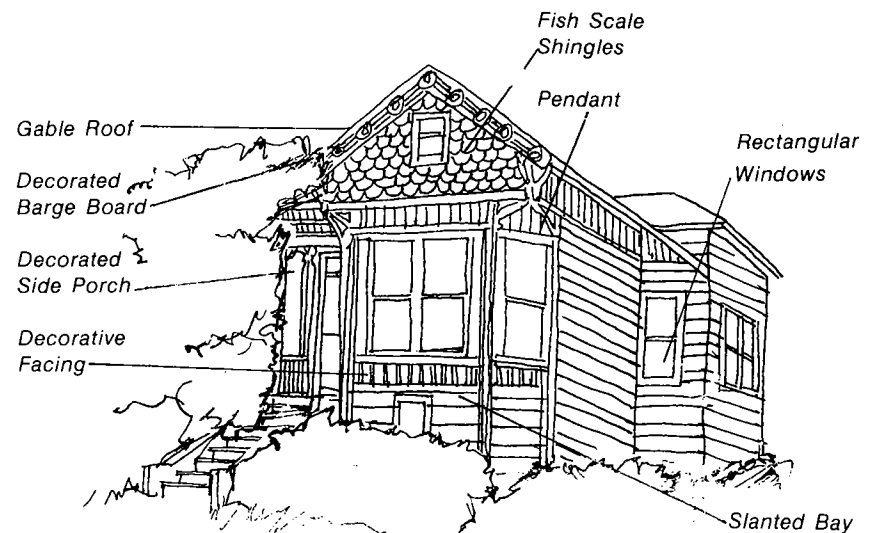 Fish Scale
Shingles
Pendant
Gable Roof
Rectangular
Windows
Decorated
Barge Board
Decorated
Side Porch
Decorative
Facing
Slanted Bay